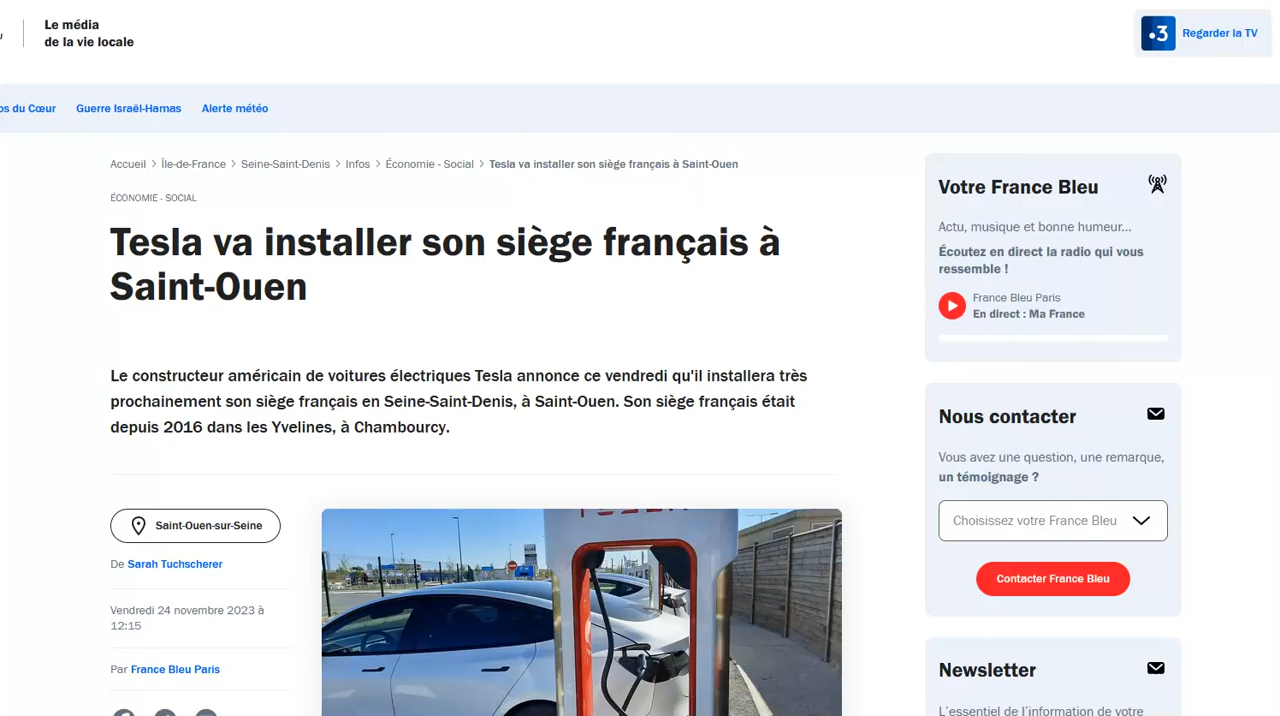 Le média
de la vie locale
3
Regarder la TV
os du Cœur
Guerre Israël-Hamas
Alerte météo
Accueil > Île-de-France > Seine-Saint-Denis > Infos > Économie - Social > Tesla va installer son siège français à Saint-Ouen
ÉCONOMIE - SOCIAL
Tesla va installer son siège français à
Saint-Ouen
Le constructeur américain de voitures électriques Tesla annonce ce vendredi qu'il installera très
prochainement son siège français en Seine-Saint-Denis, à Saint-Ouen. Son siège français était
depuis 2016 dans les Yvelines, à Chambourcy.
Saint-Ouen-sur-Seine
De Sarah Tuchscherer
Vendredi 24 novembre 2023 à
12:15
Par France Bleu Paris
Votre France Bleu
Actu, musique et bonne humeur...
Écoutez en direct la radio qui vous
ressemble !
France Bleu Paris
En direct : Ma France
Nous contacter
Vous avez une question, une remarque,
un témoignage ?
Choisissez votre France Bleu
Contacter France Bleu
Newsletter
L'essentiel de l'information de votre